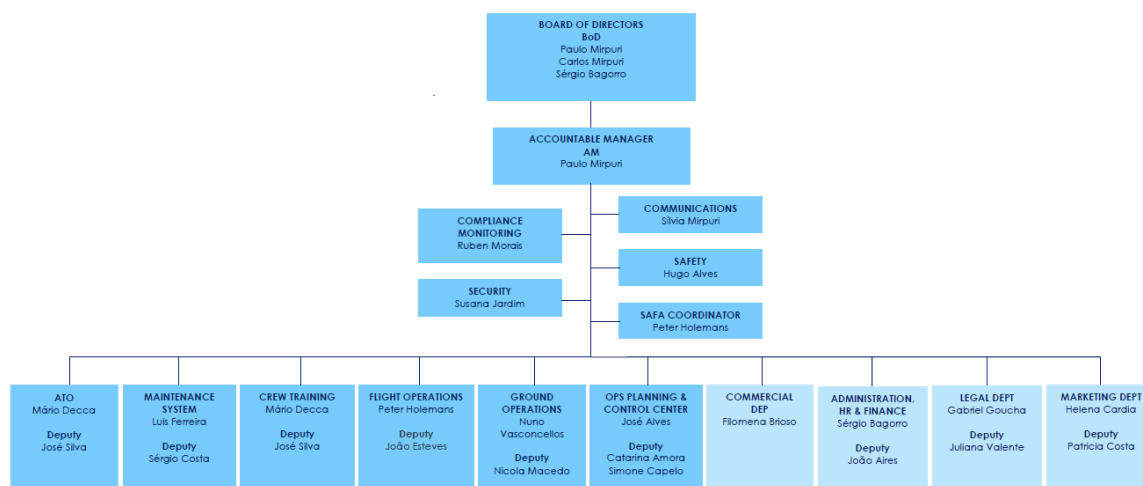 BOARD OF DIRECTORS
BoD
Paulo Mirpuri
Carlos Mirpuri
Sérgio Bagorro
ACCOUNTABLE MANAGER
AM
Paulo Mirpuri
COMMUNICATIONS
Sílvia Mirpuri
COMPLIANCE
MONITORING
Ruben Morais
SAFETY
Hugo Alves
SECURITY
Susana Jardim
SAFA COORDINATOR
Peter Holemans
ATO
Mário Decca
Deputy
José Silva
MAINTENANCE
SYSTEM
Luis Ferreira
Deputy
Sérgio Costa
CREW TRAINING
Mário Decca
Deputy
José Silva
FLIGHT OPERATIONS
Peter Holemans
Deputy
João Esteves
GROUND
OPERATIONS
Nuno
Vasconcellos
Deputy
Nicola Macedo
OPS PLANNING &
CONTROL CENTER
José Alves
Deputy
Catarina Amora
Simone Capelo
COMMERCIAL
DEP
Filomena Brioso
ADMINISTRATION,
HR & FINANCE
Sérgio Bagorro
Deputy
João Aires
LEGAL DEPT
Gabriel Goucha
Deputy
Juliana Valente
MARKETING DEPT
Helena Cardia
Deputy
Patricia Costa